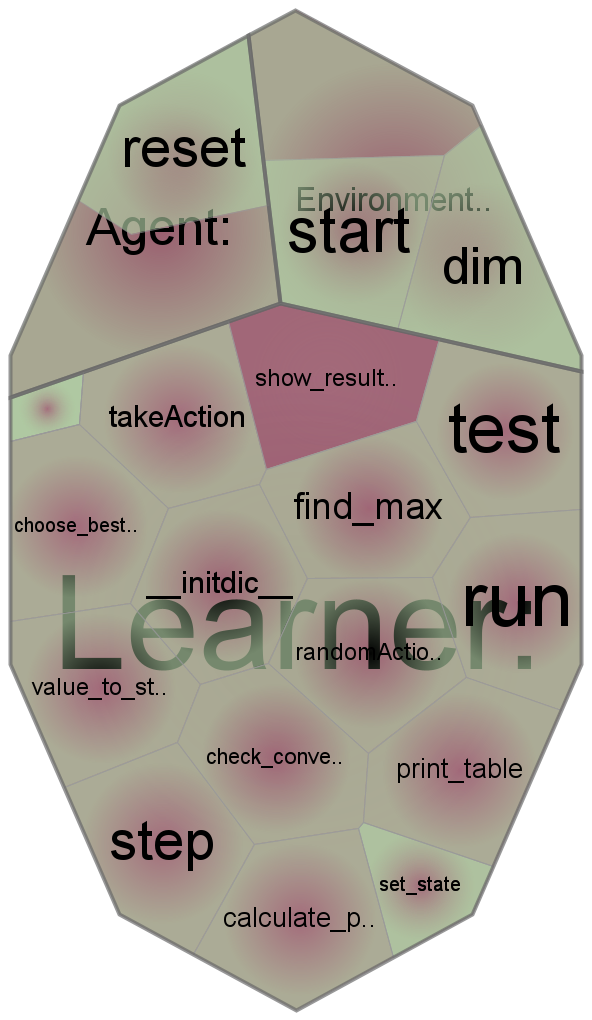 reset
Agent:
Environment..
start
dim
show_result..
takeAction
test
find_max
choose_best..
__initdic__
run
Learner:
randomActio..
value_to_st..
check_conve..
print_table
step
set_state
calculate_p..